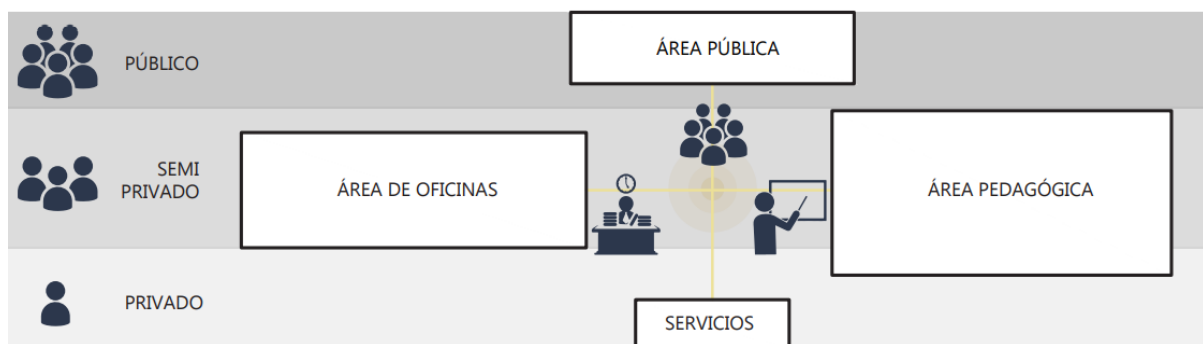 PÚBLICO
ÁREA PÚBLICA
SEMI
PRIVADO
ÁREA DE OFICINAS
ÁREA PEDAGÓGICA
PRIVADO
SERVICIOS